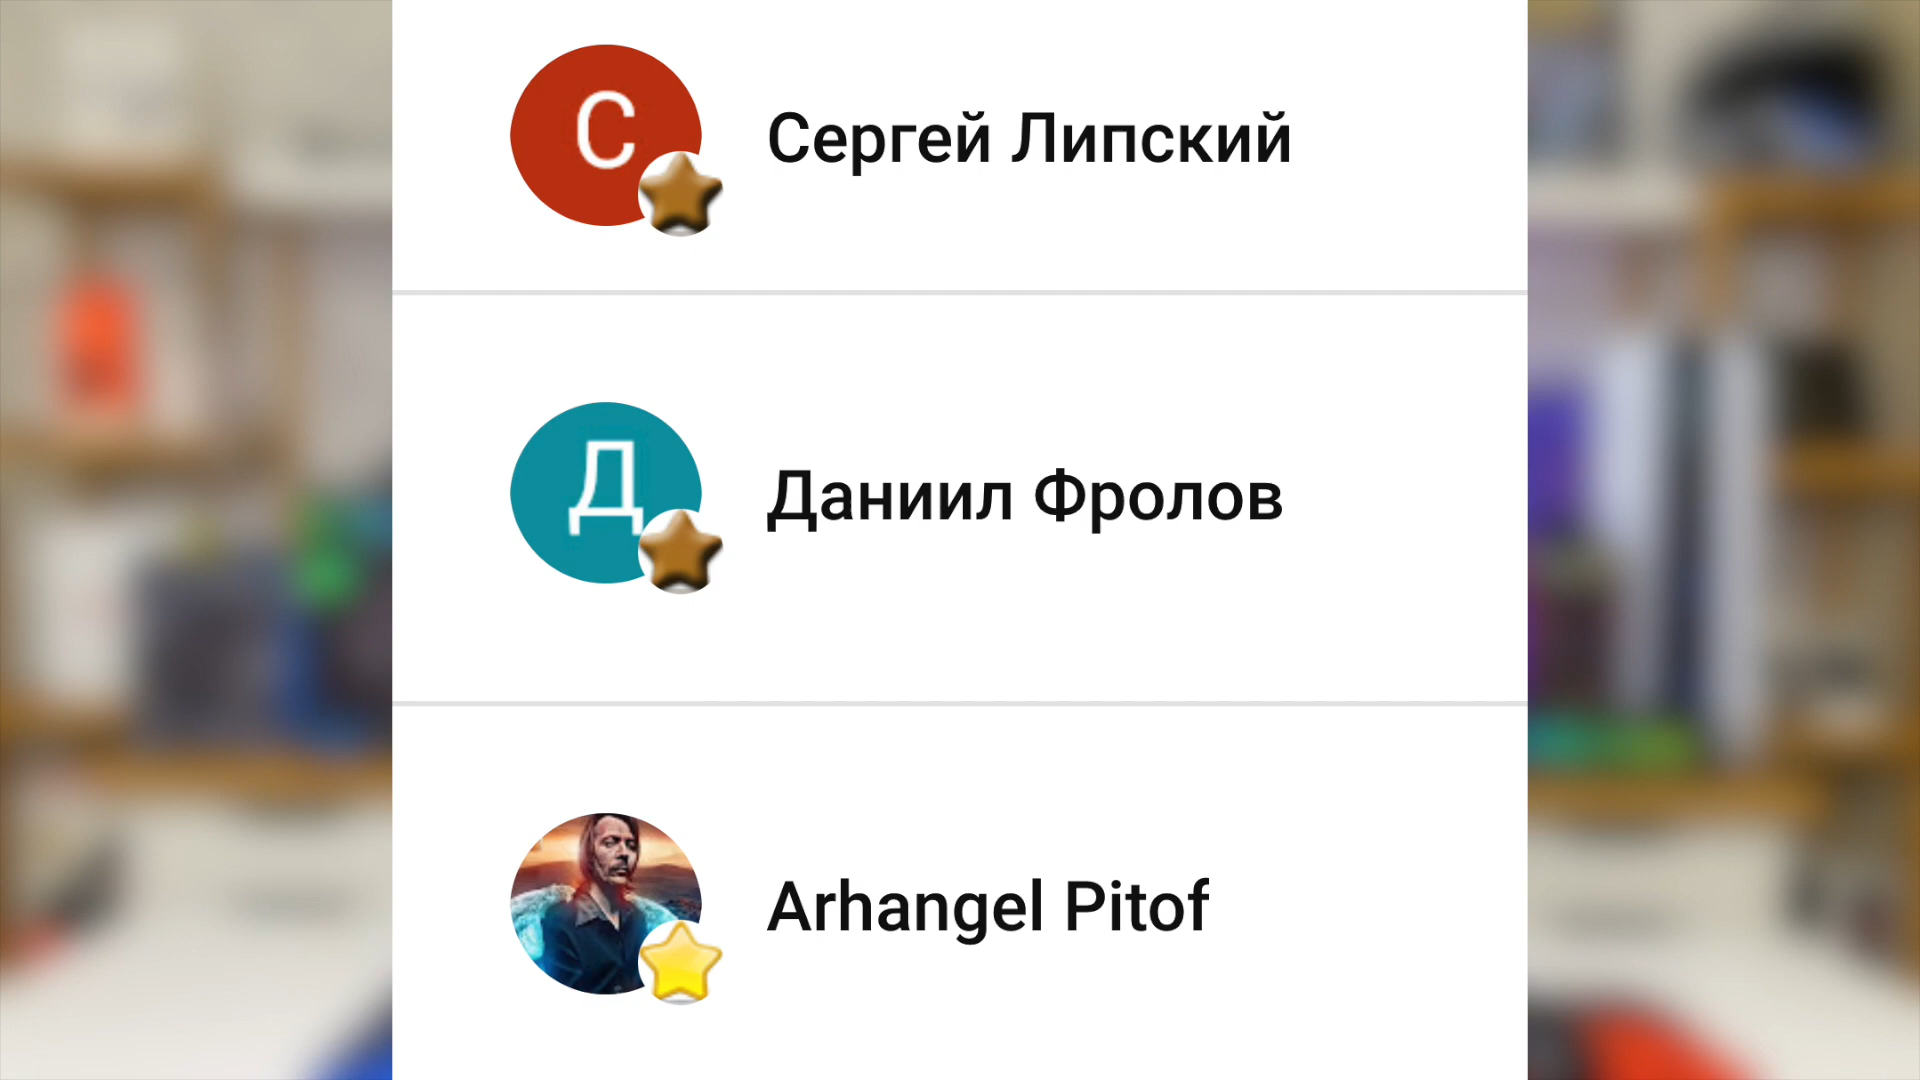 С
Сергей Липский
Д
Даниил Фролов
Arhangel Pitof